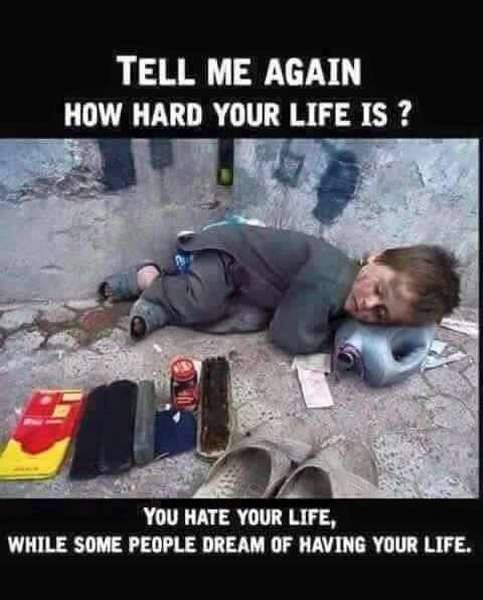 TELL ME AGAIN
HOW HARD YOUR LIFE IS ?
YOU HATE YOUR LIFE,
WHILE SOME PEOPLE DREAM OF HAVING YOUR LIFE.